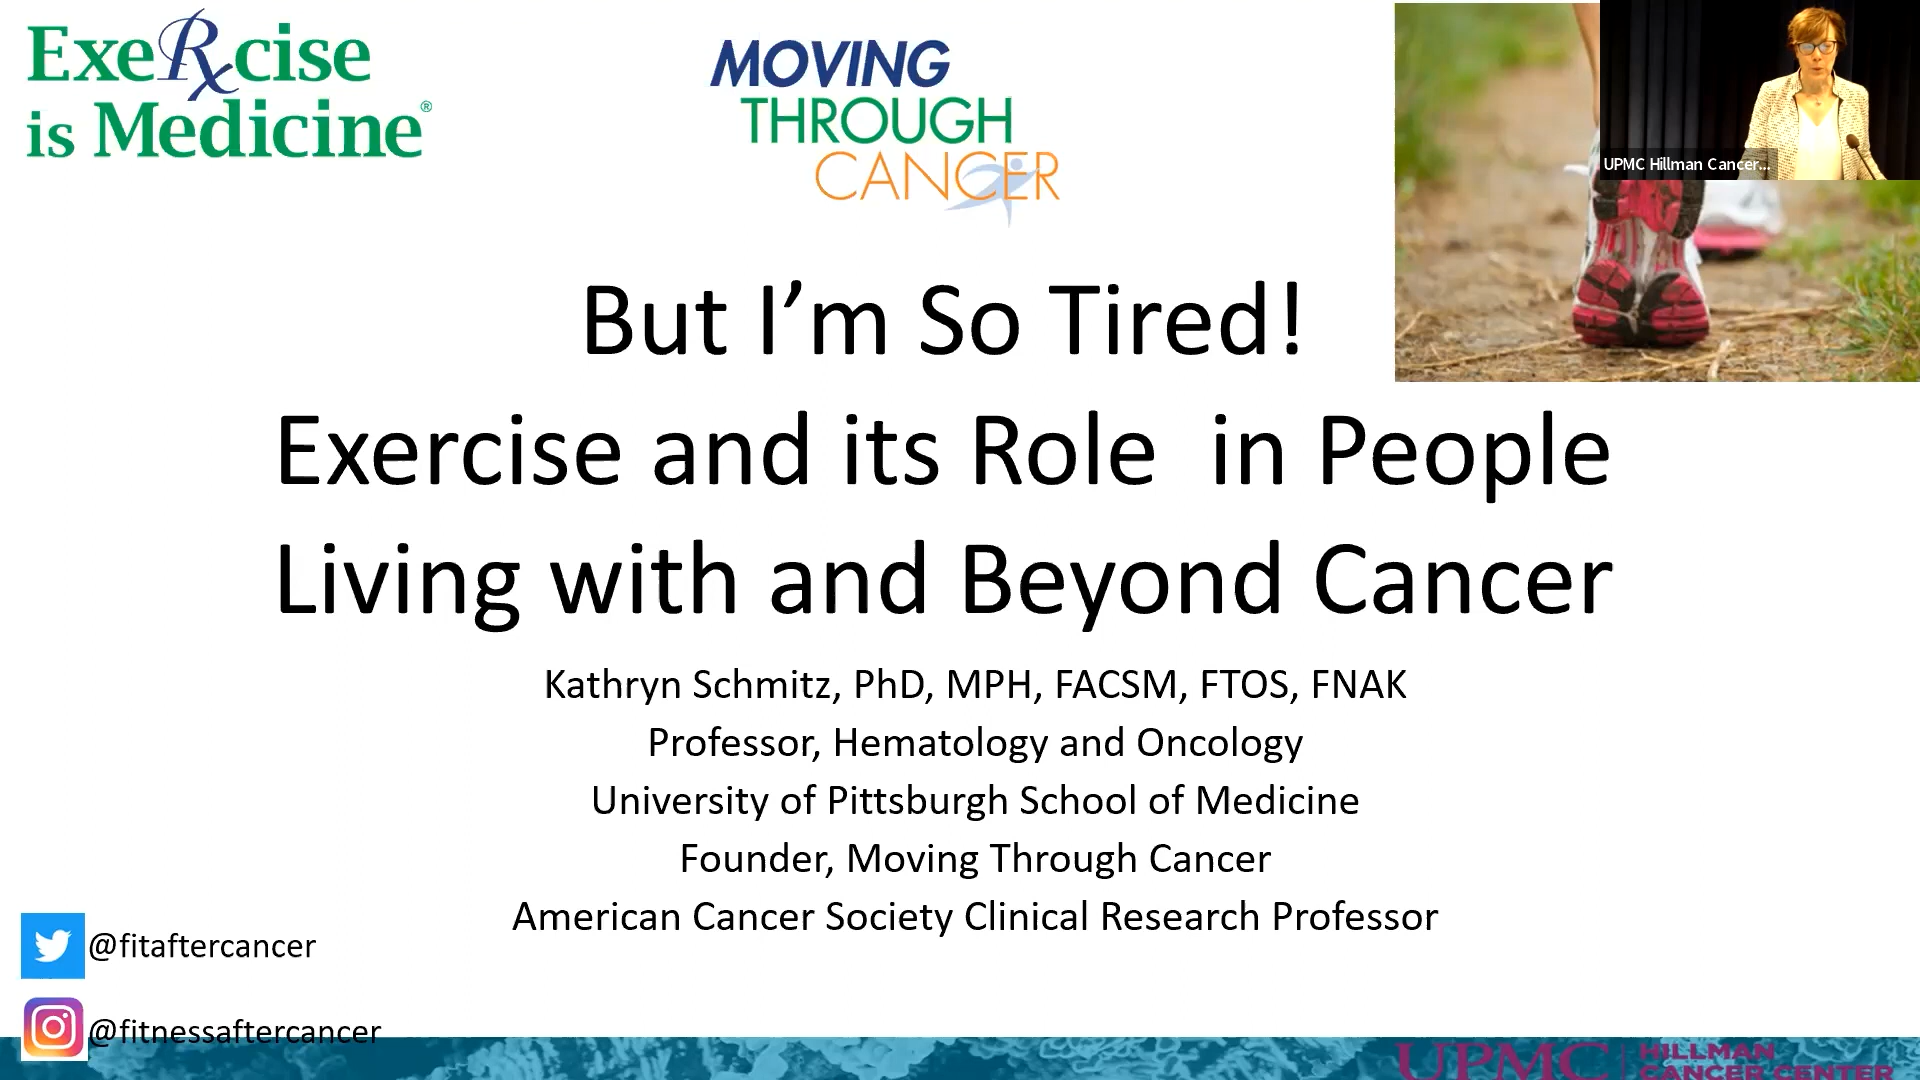 ExeRxcise
is Medicine®
MOVING
THROUGH
CANCER
UPMC Hillman Cancer...
But I’m So Tired!
Exercise and its Role  in People
Living with and Beyond Cancer
Kathryn Schmitz, PhD, MPH, FACSM, FTOS, FNAK
Professor, Hematology and Oncology
University of Pittsburgh School of Medicine
Founder, Moving Through Cancer
American Cancer Society Clinical Research Professor
@fitaftercancer
@fitnessaftercancer
UPMC | HILLMAN
CANCER CENTER